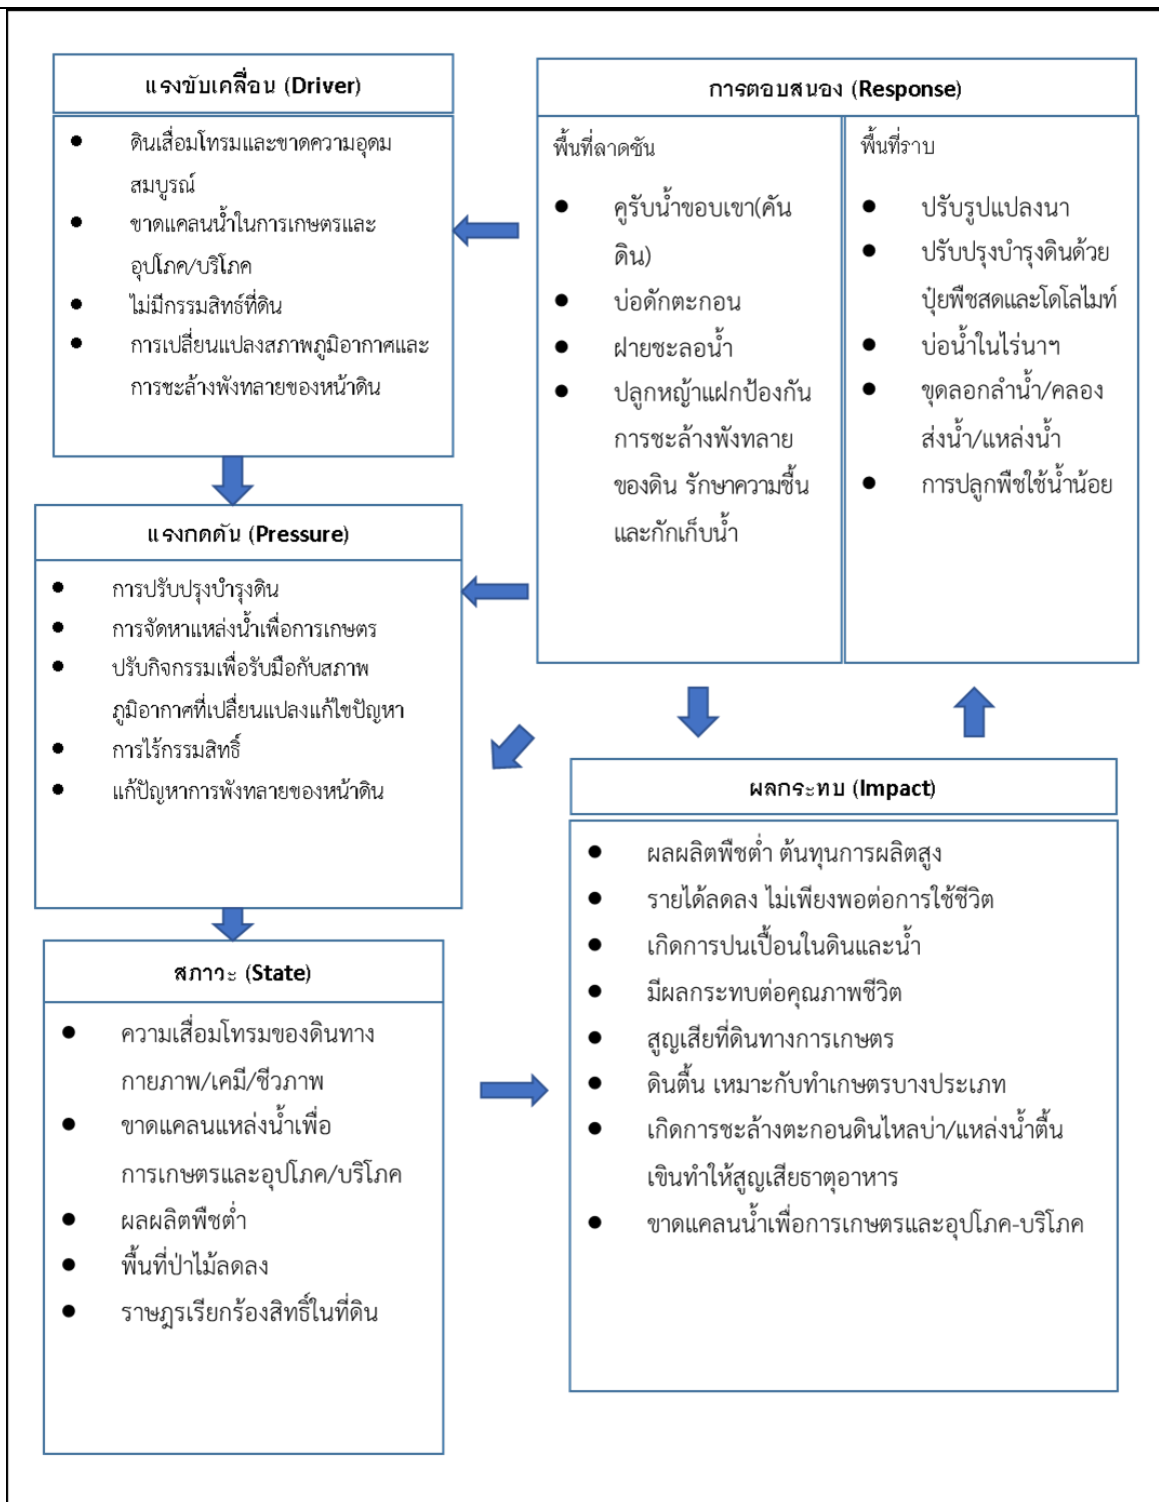 แรงขับเคลื่อน (Driver)
● ดินเสื่อมโทรมและขาดความอุดม
สมบูรณ์
● ขาดแคลนน้ำในการเกษตรและ
อุปโภค/บริโภค
● ไม่มีกรรมสิทธ์ที่ดิน
● การเปลี่ยนแปลงสภาพภูมิอากาศและ
การชะล้างพังทลายของหน้าดิน
การตอบสนอง (Response)
พื้นที่ลาดชัน
● คูรับน้ำขอบเขา(คัน
ดิน)
● บ่อดักตะกอน
● ฝายชะลอน้ำ
● ปลูกหญ้าแฝกป้องกัน
การชะล้างพังทลาย
ของดิน รักษาความชื้น
และกักเก็บน้ำ
พื้นที่ราบ
● ปรับรูปแปลงนา
● ปรับปรุงบำรุงดินด้วย
ปุ๋ยพืชสดและโดโลไมท์
● บ่อน้ำในไร่นาฯ
● ขุดลอกลำน้ำ/คลอง
ส่งน้ำ/แหล่งน้ำ
● การปลูกพืชใช้น้ำน้อย
แรงกดดัน (Pressure)
● การปรับปรุงบำรุงดิน
● การจัดหาแหล่งน้ำเพื่อการเกษตร
● ปรับกิจกรรมเพื่อรับมือกับสภาพ
ภูมิอากาศที่เปลี่ยนแปลงแก้ไขปัญหา
● การไร้กรรมสิทธิ์
● แก้ปัญหาการพังทลายของหน้าดิน
สภาวะ (State)
● ความเสื่อมโทรมของดินทาง
กายภาพ/เคมี/ชีวภาพ
● ขาดแคลนแหล่งน้ำเพื่อ
การเกษตรและอุปโภค/บริโภค
● ผลผลิตพืชต่ำ
● พื้นที่ป่าไม้ลดลง
● ราษฎรเรียกร้องสิทธิ์ในที่ดิน
ผลกระทบ (Impact)
● ผลผลิตพืชต่ำ ต้นทุนการผลิตสูง
● รายได้ลดลง ไม่เพียงพอต่อการใช้ชีวิต
● เกิดการปนเปื้อนในดินและน้ำ
● มีผลกระทบต่อคุณภาพชีวิต
● สูญเสียที่ดินทางการเกษตร
● ดินตื้น เหมาะกับทำเกษตรบางประเภท
● เกิดการชะล้างตะกอนดินไหลบ่า/แหล่งน้ำตื้น
เขินทำให้สูญเสียธาตุอาหาร
● ขาดแคลนน้ำเพื่อการเกษตรและอุปโภค-บริโภค